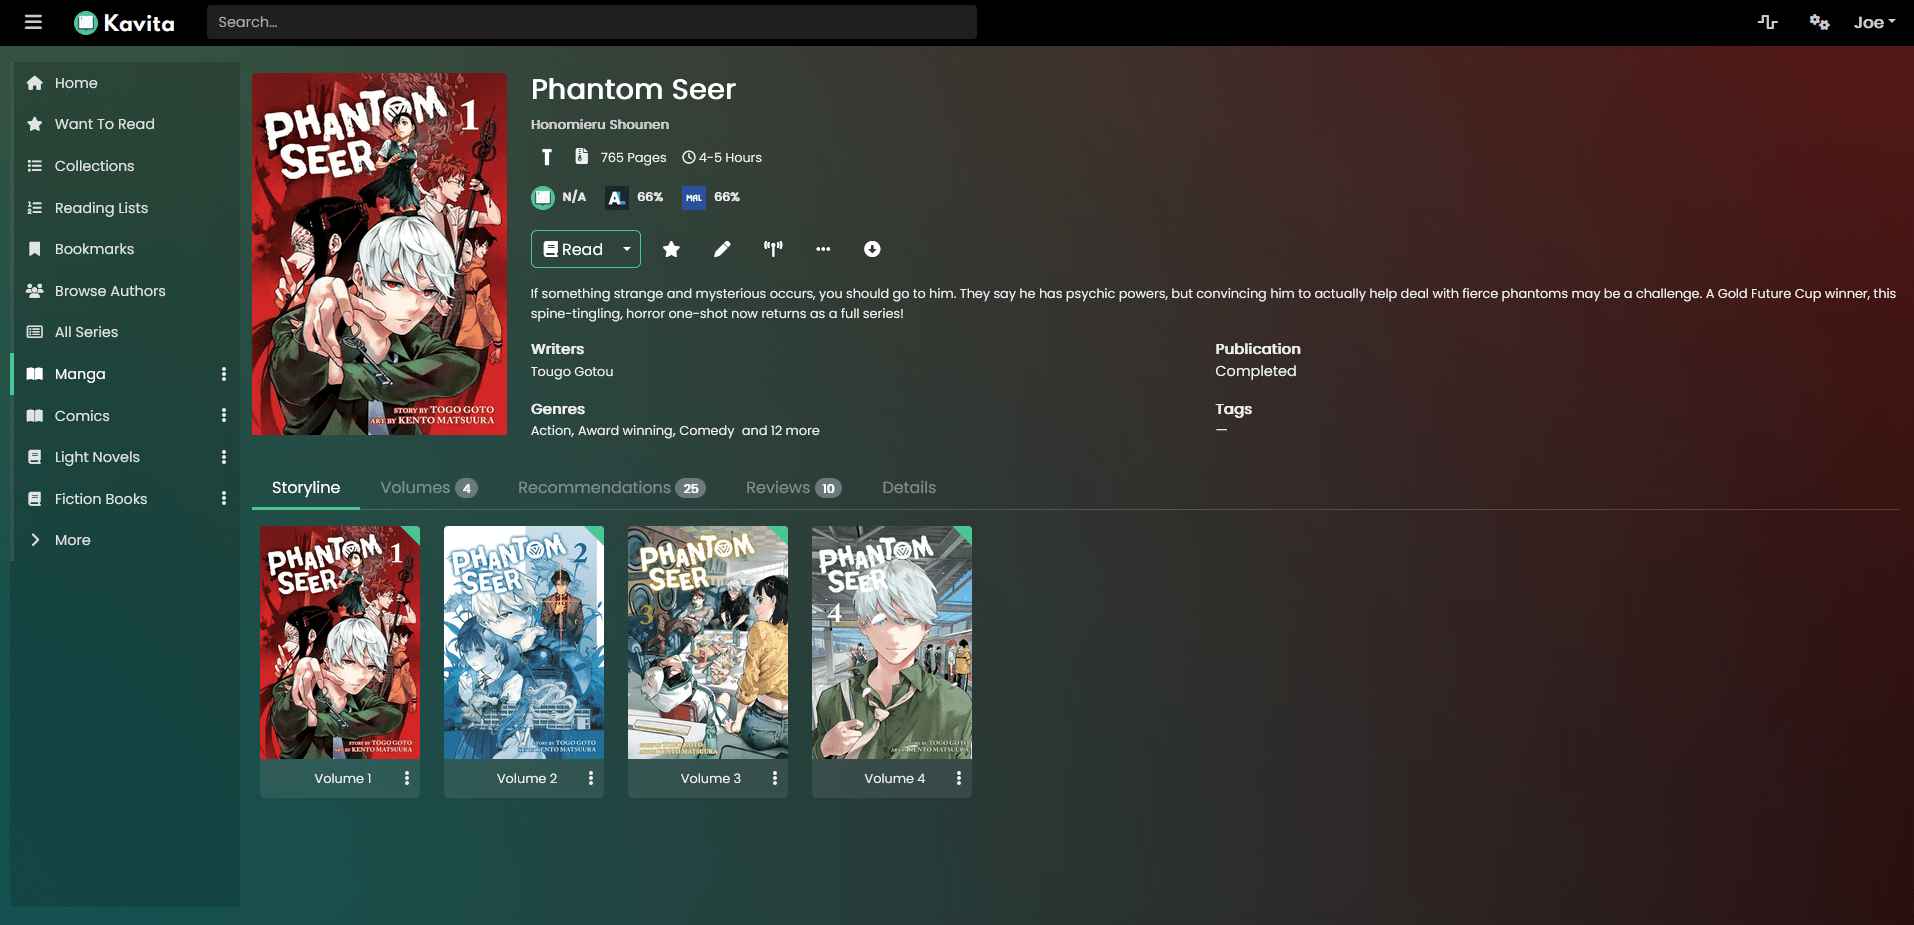 Kavita
Search...
Joe
Home
Want To Read
Collections
Reading Lists
Bookmarks
Browse Authors
All Series
Manga
Comics
Light Novels
Fiction Books
More
PHANTOM SEER 1
STORY BY TOGO GOTO
ART BY KENTO MATSUURA
Phantom Seer
Honomieru Shounen
T 765 Pages 4-5 Hours
N/A AL 66% MAL 66%
Read
If something strange and mysterious occurs, you should go to him. They say he has psychic powers, but convincing him to actually help deal with fierce phantoms may be a challenge. A Gold Future Cup winner, this
spine-tingling, horror one-shot now returns as a full series!
Writers
Tougo Gotou
Publication
Completed
Genres
Action, Award winning, Comedy and 12 more
Tags
—
Storyline Volumes 4 Recommendations 25 Reviews 10 Details
PHANTOM SEER 1
STORY BY TOGO GOTO
ART BY KENTO MATSUURA
Volume 1
PHANTOM SEER 2
STORY BY TOGO GOTO
ART BY KENTO MATSUURA
Volume 2
PHANTOM SEER 3
STORY BY TOGO GOTO
ART BY KENTO MATSUURA
Volume 3
PHANTOM SEER 4
STORY BY TOGO GOTO
ART BY KENTO MATSUURA
Volume 4